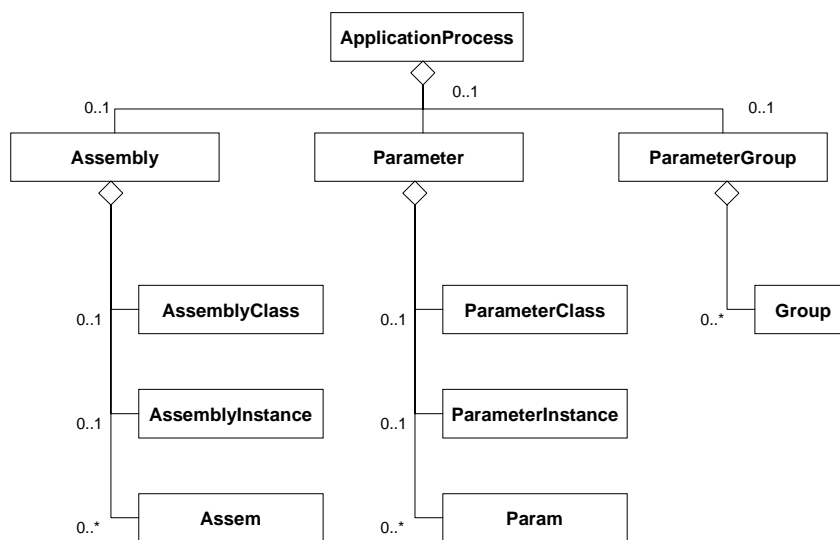 ApplicationProcess
0..1
0..1
0..1
Assembly
Parameter
ParameterGroup
AssemblyClass
ParameterClass
Group
0..1
0..1
0..*
AssemblyInstance
ParameterInstance
0..1
0..1
Assem
Param
0..*
0..*